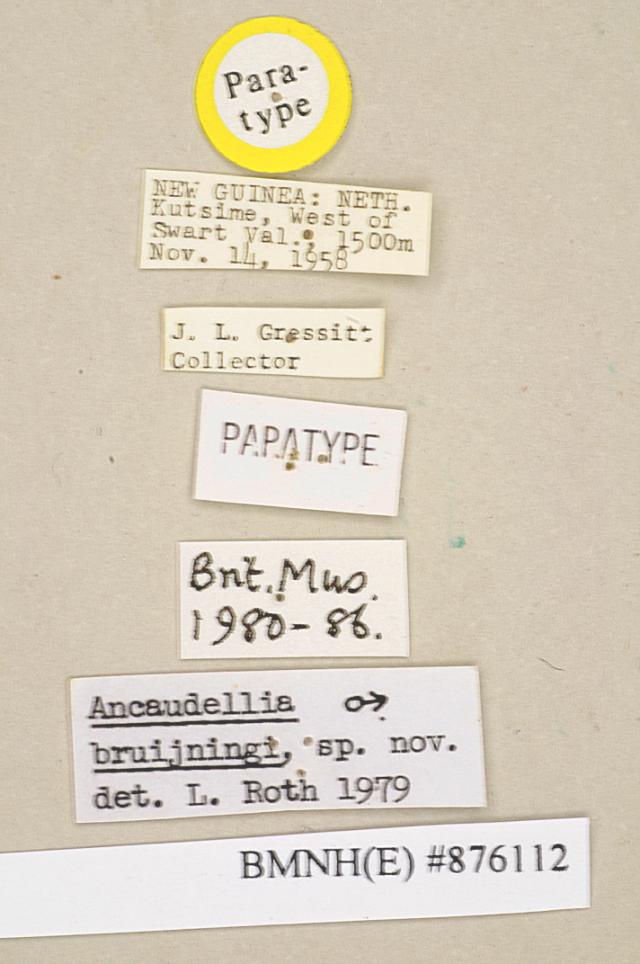 Para-
type
NEW GUINEA: NETH.
Kutsime, West of
Swart Val., 1500m
Nov. 14, 1958
J. L. Gressitt
Collector
PARATYPE
Brit. Mus.
1980-86.
Ancaudellia ♂
bruijningi, sp. nov.
det. L. Roth 1979
BMNH(E) #876112